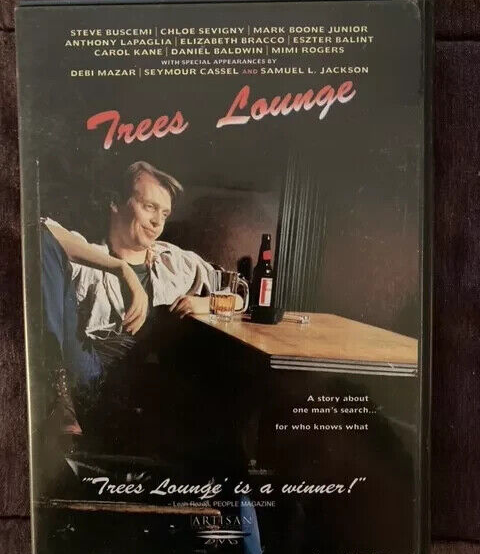 STEVE BUSCEMI | CHLOE SEVIGNY | MARK BOONE JUNIOR
ANTHONY LaPAGLIA | ELIZABETH BRACCO | ESZTER BALINT
CAROL KANE | DANIEL BALDWIN | MIMI ROGERS
WITH SPECIAL APPEARANCES BY
DEBI MAZAR | SEYMOUR CASSEL AND SAMUEL L. JACKSON
Trees Lounge
A story about
one man's search...
for who knows what
"'Trees Lounge' is a winner!"
PEOPLE MAGAZINE
ARTISAN
DVD